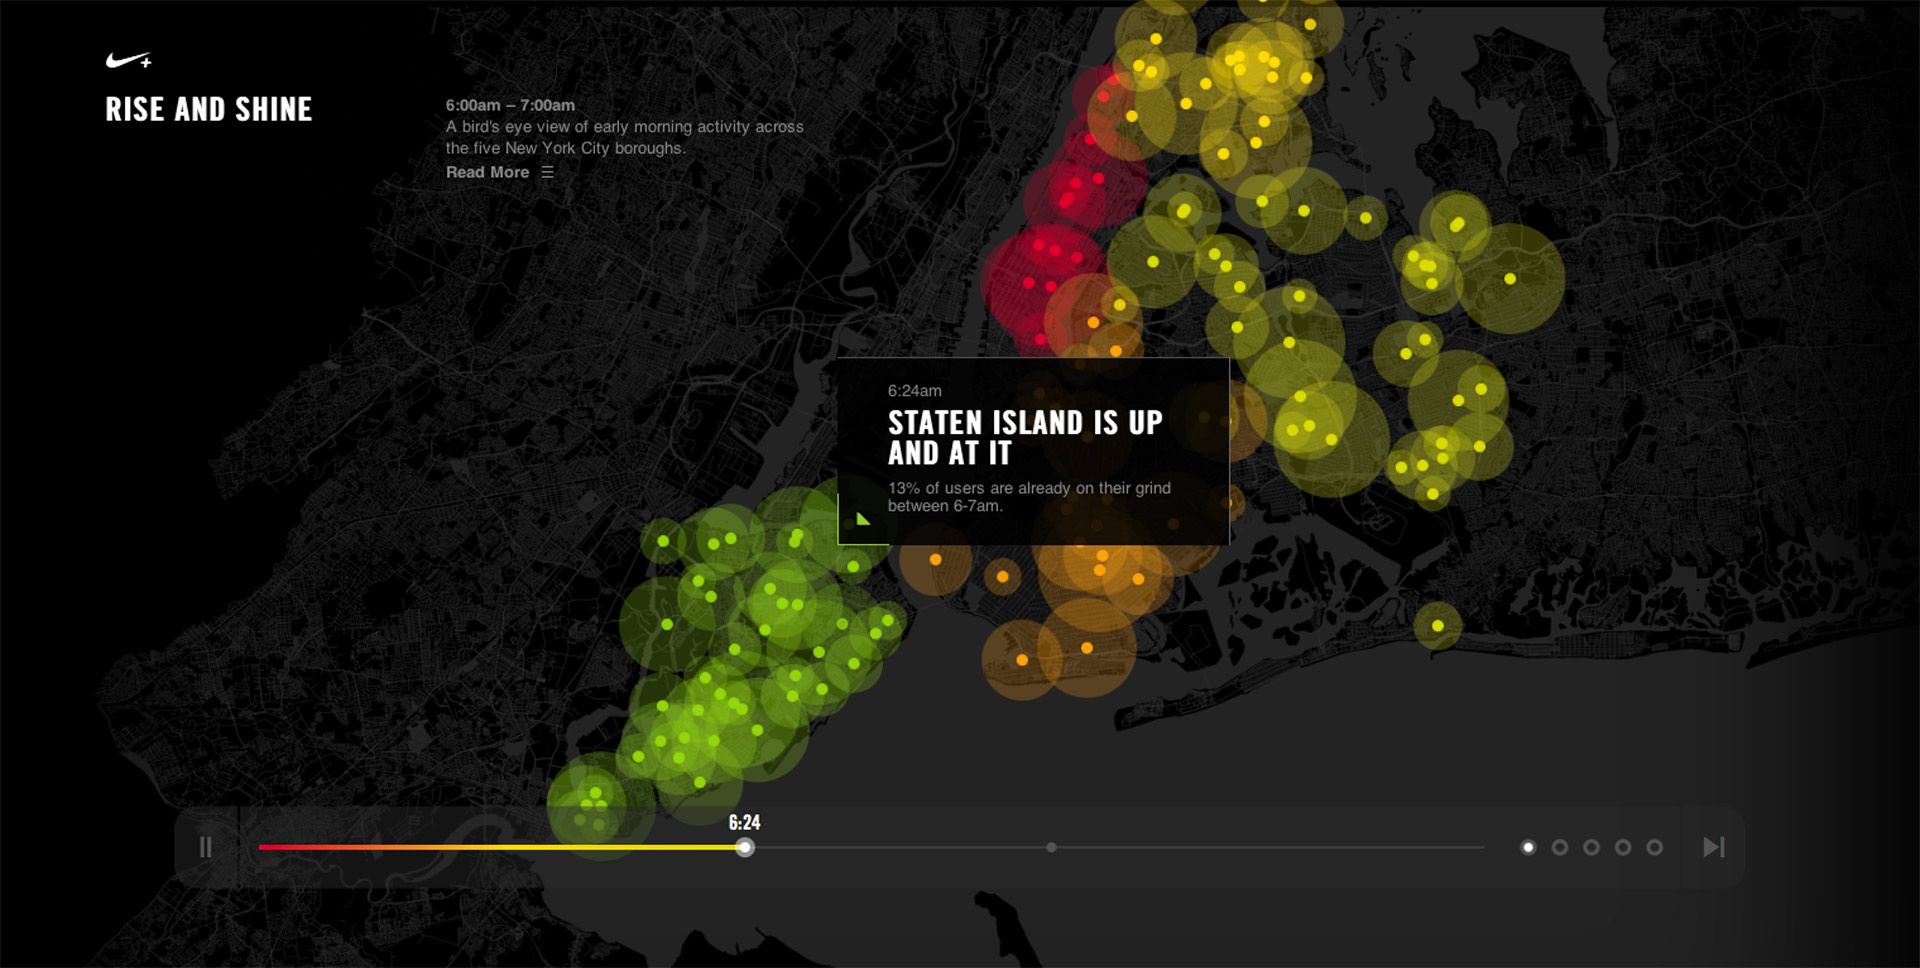 RISE AND SHINE
6:00am – 7:00am
A bird's eye view of early morning activity across
the five New York City boroughs.
Read More
6:24am
STATEN ISLAND IS UP
AND AT IT
13% of users are already on their grind
between 6-7am.
6:24